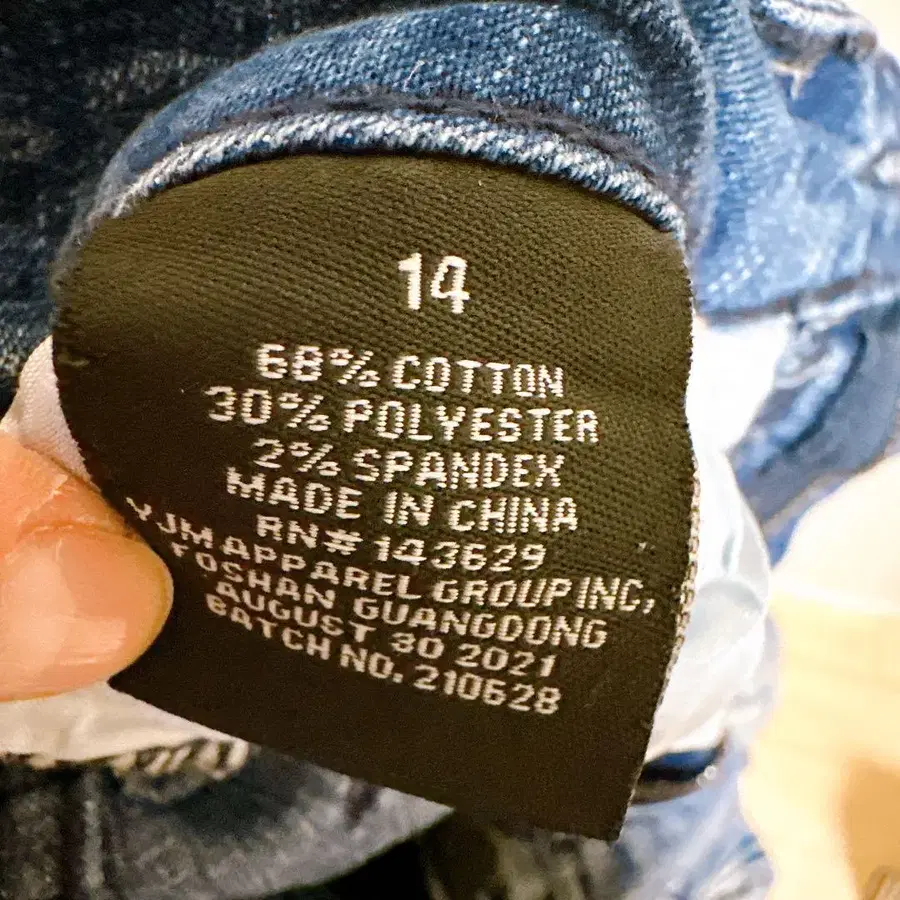 14
68% COTTON
30% POLYESTER
2% SPANDEX
MADE IN CHINA
RN# 143629
YJM APPAREL GROUP INC,
FOSHAN GUANGDONG
AUGUST 30 2021
BATCH NO. 210628